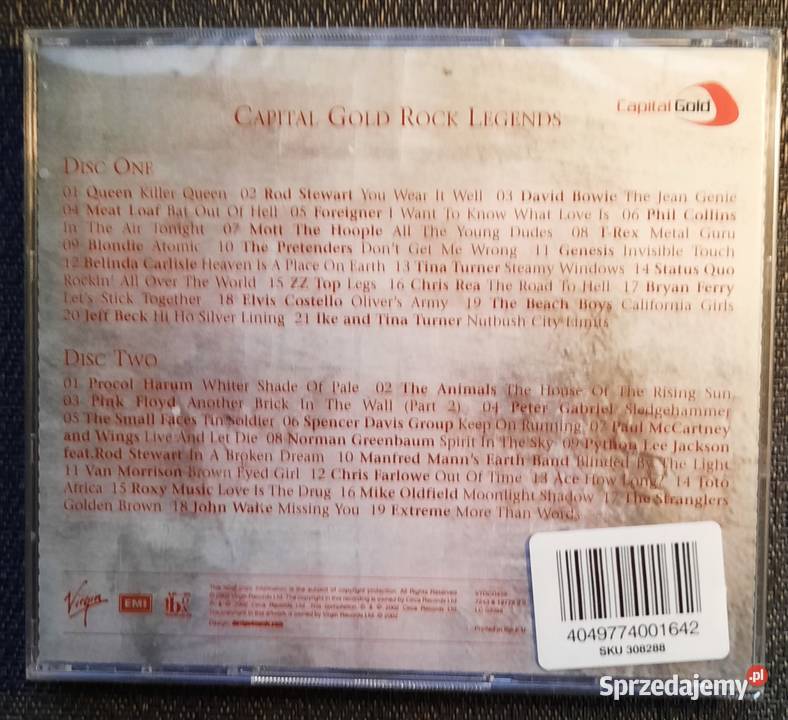 CAPITAL GOLD ROCK LEGENDS
Capital Gold
DISC ONE
01 Queen Killer Queen 02 Rod Stewart You Wear It Well 03 David Bowie The Jean Genie
04 Meat Loaf Bat Out Of Hell 05 Foreigner I Want To Know What Love Is 06 Phil Collins
In The Air Tonight 07 Mott The Hoople All The Young Dudes 08 T-Rex Metal Guru
09 Blondie Atomic 10 The Pretenders Don't Get Me Wrong 11 Genesis Invisible Touch
12 Belinda Carlisle Heaven Is A Place On Earth 13 Tina Turner Steamy Windows 14 Status Quo
Rockin' All Over The World 15 ZZ Top Legs 16 Chris Rea The Road To Hell 17 Bryan Ferry
Let's Stick Together 18 Elvis Costello Oliver's Army 19 The Beach Boys California Girls
20 Jeff Beck Hi Ho Silver Lining 21 Ike and Tina Turner Nutbush City Limits
DISC TWO
01 Procol Harum Whiter Shade Of Pale 02 The Animals The House Of The Rising Sun
03 Pink Floyd Another Brick In The Wall (Part 2) 04 Peter Gabriel Sledgehammer
05 The Small Faces Tin Soldier 06 Spencer Davis Group Keep On Running 07 Paul McCartney
and Wings Live And Let Die 08 Norman Greenbaum Spirit In The Sky 09 Python Lee Jackson
feat.Rod Stewart In A Broken Dream 10 Manfred Mann's Earth Band Blinded By The Light
11 Van Morrison Brown Eyed Girl 12 Chris Farlowe Out Of Time 13 Ace How Long? 14 Toto
Africa 15 Roxy Music Love Is The Drug 16 Mike Oldfield Moonlight Shadow 17 The Stranglers
Golden Brown 18 John Waite Missing You 19 Extreme More Than Words
Virgin
EMI
4049774001642
SKU 308288
Sprzedajemy.pl